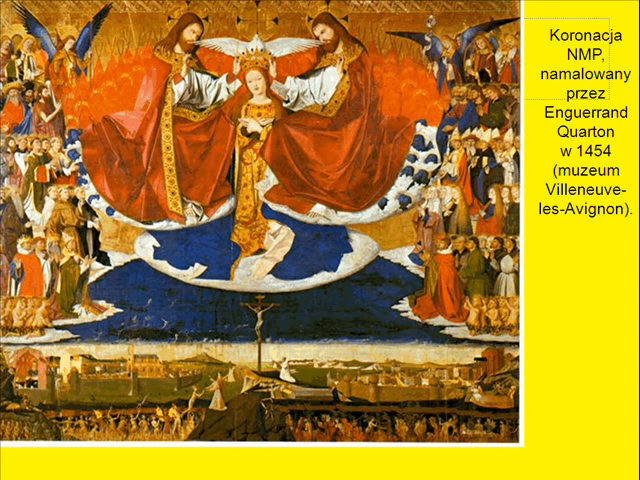 Koronacja
NMP,
namalowany
przez
Enguerrand
Quarton
w 1454
(muzeum
Villeneuve-
les-Avignon).